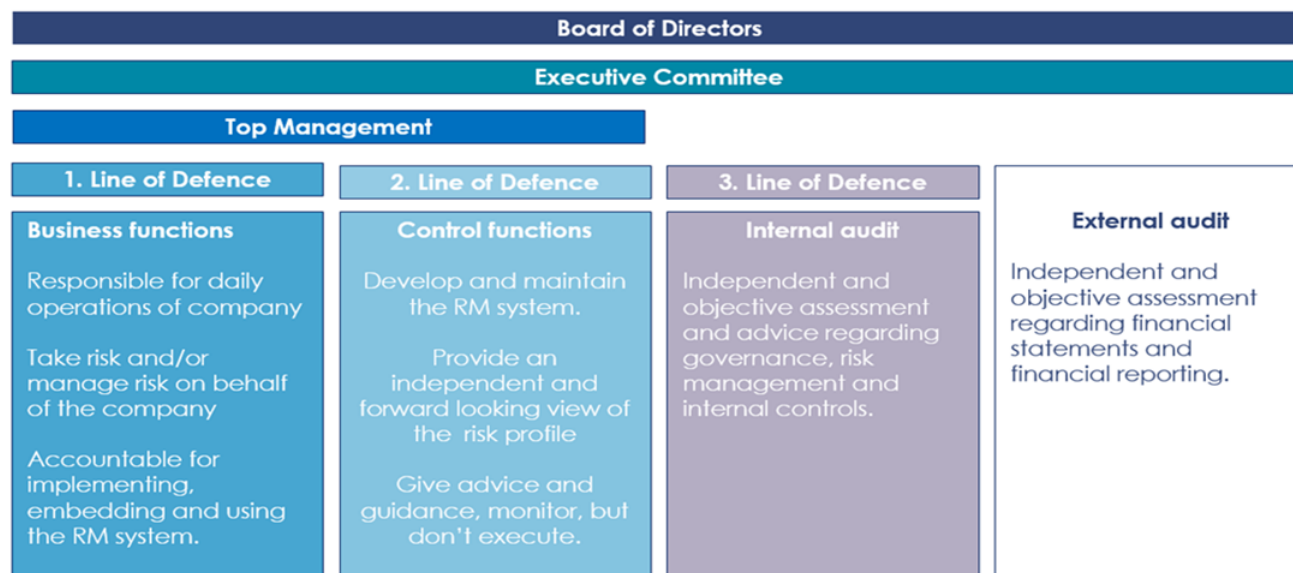 Board of Directors
Executive Committee
Top Management
1. Line of Defence
2. Line of Defence
3. Line of Defence
Business functions
Responsible for daily
operations of company
Take risk and/or
manage risk on behalf
of the company
Accountable for
implementing,
embedding and using
the RM system.
Control functions
Develop and maintain
the RM system.
Provide an
independent and
forward looking view of
the risk profile
Give advice and
guidance, monitor, but
don't execute.
Internal audit
Independent and
objective assessment
and advice regarding
governance, risk
management and
internal controls.
External audit
Independent and
objective assessment
regarding financial
statements and
financial reporting.